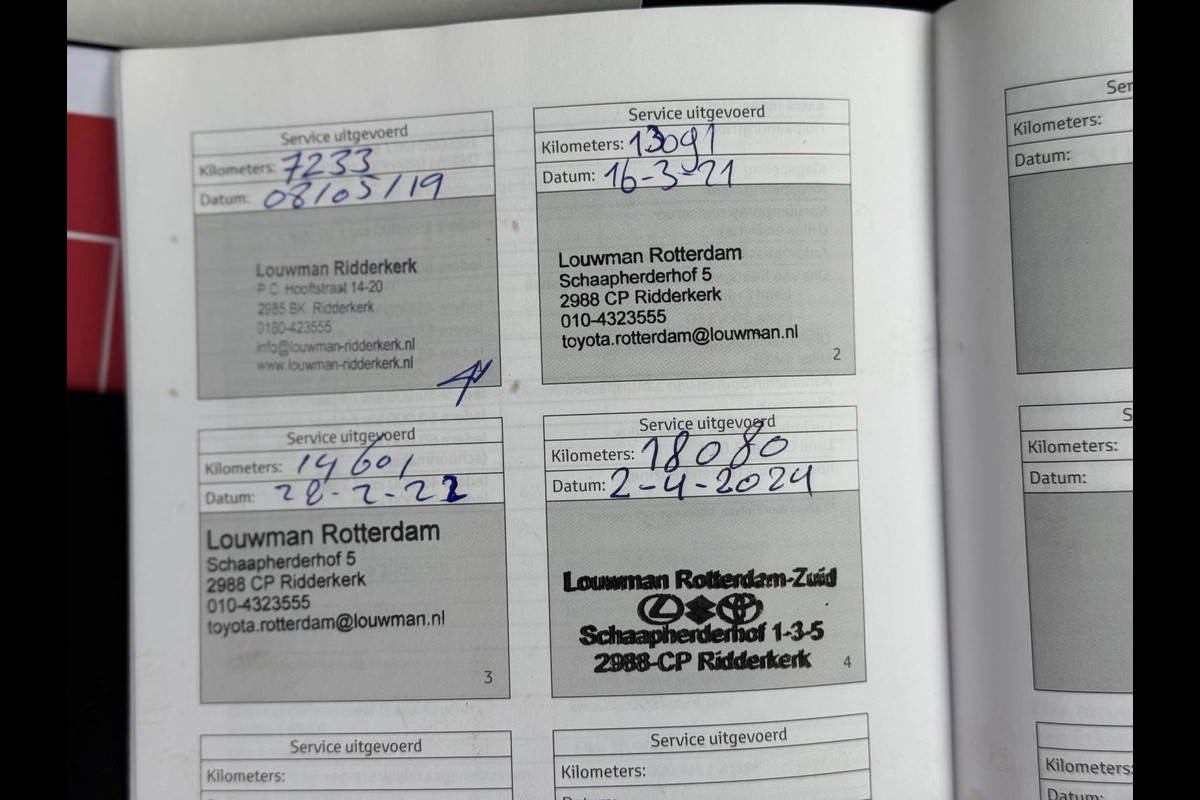 Service uitgevoerd
Kilometers: 7233
Datum: 08/05/19
Louwman Ridderkerk
P.C. Hooftstraat 14-20
2985 BK Ridderkerk
0180-423555
info@louwman-ridderkerk.nl
www.louwman-ridderkerk.nl
Service uitgevoerd
Kilometers: 13091
Datum: 16-3-21
Louwman Rotterdam
Schaapherderhof 5
2988 CP Ridderkerk
010-4323555
toyota.rotterdam@louwman.nl
2
Service uitgevoerd
Kilometers: 14601
Datum: 28-2-22
Louwman Rotterdam
Schaapherderhof 5
2988 CP Ridderkerk
010-4323555
toyota.rotterdam@louwman.nl
3
Service uitgevoerd
Kilometers: 18080
Datum: 2-4-2024
Louwman Rotterdam-Zuid
Schaapherderhof 1-3-5
2988-CP Ridderkerk
4
Service uitgevoerd
Kilometers:
Service uitgevoerd
Kilometers:
Datum:
Ser
Kilometers:
Datum:
S
Kilometers:
Datum:
Kilometers:
Datum: